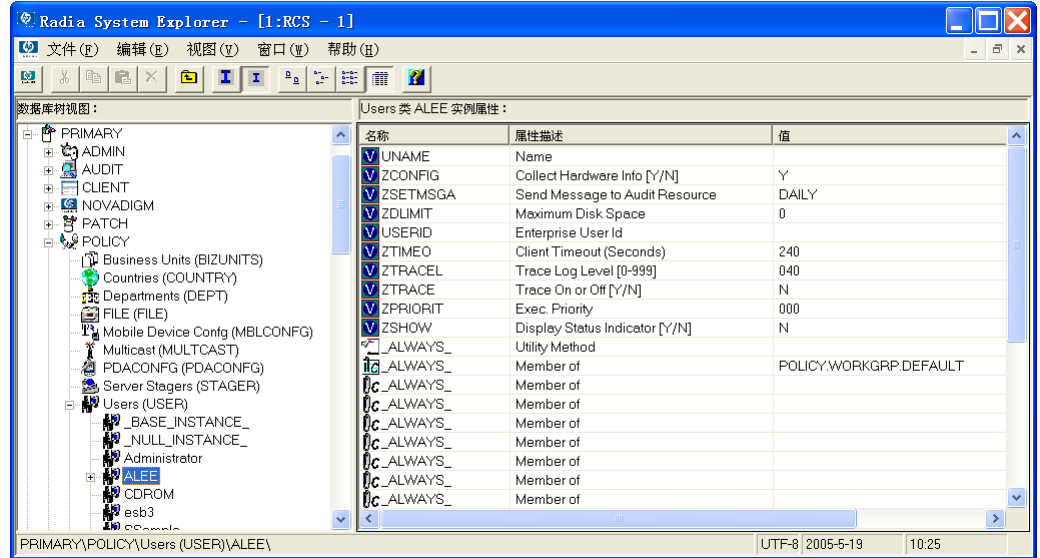 Radia System Explorer - [1:RCS - 1]
文件(F) 编辑(E) 视图(V) 窗口(W) 帮助(H)
数据库树视图：
Users 类 ALEE 实例属性：
PRIMARY
ADMIN
AUDIT
CLIENT
NOVADIGM
PATCH
POLICY
Business Units (BIZUNITS)
Countries (COUNTRY)
Departments (DEPT)
FILE (FILE)
Mobile Device Confg (MBLCONFG)
Multicast (MULTCAST)
PDACONFG (PDACONFG)
Server Stagers (STAGER)
Users (USER)
_BASE_INSTANCE_
_NULL_INSTANCE_
Administrator
ALEE
CDROM
esb3
名称 属性描述 值
UNAME Name
ZCONFIG Collect Hardware Info [Y/N] Y
ZSETMSGA Send Message to Audit Resource DAILY
ZDLIMIT Maximum Disk Space 0
USERID Enterprise User Id
ZTIMEO Client Timeout (Seconds) 240
ZTRACEL Trace Log Level [0-999] 040
ZTRACE Trace On or Off [Y/N] N
ZPRIORIT Exec. Priority 000
ZSHOW Display Status Indicator [Y/N] N
_ALWAYS_ Utility Method
_ALWAYS_ Member of POLICY.WORKGRP.DEFAULT
_ALWAYS_ Member of
_ALWAYS_ Member of
_ALWAYS_ Member of
_ALWAYS_ Member of
_ALWAYS_ Member of
_ALWAYS_ Member of
_ALWAYS_ Member of
PRIMARY\POLICY\Users (USER)\ALEE\
UTF-8 2005-5-19 10:25